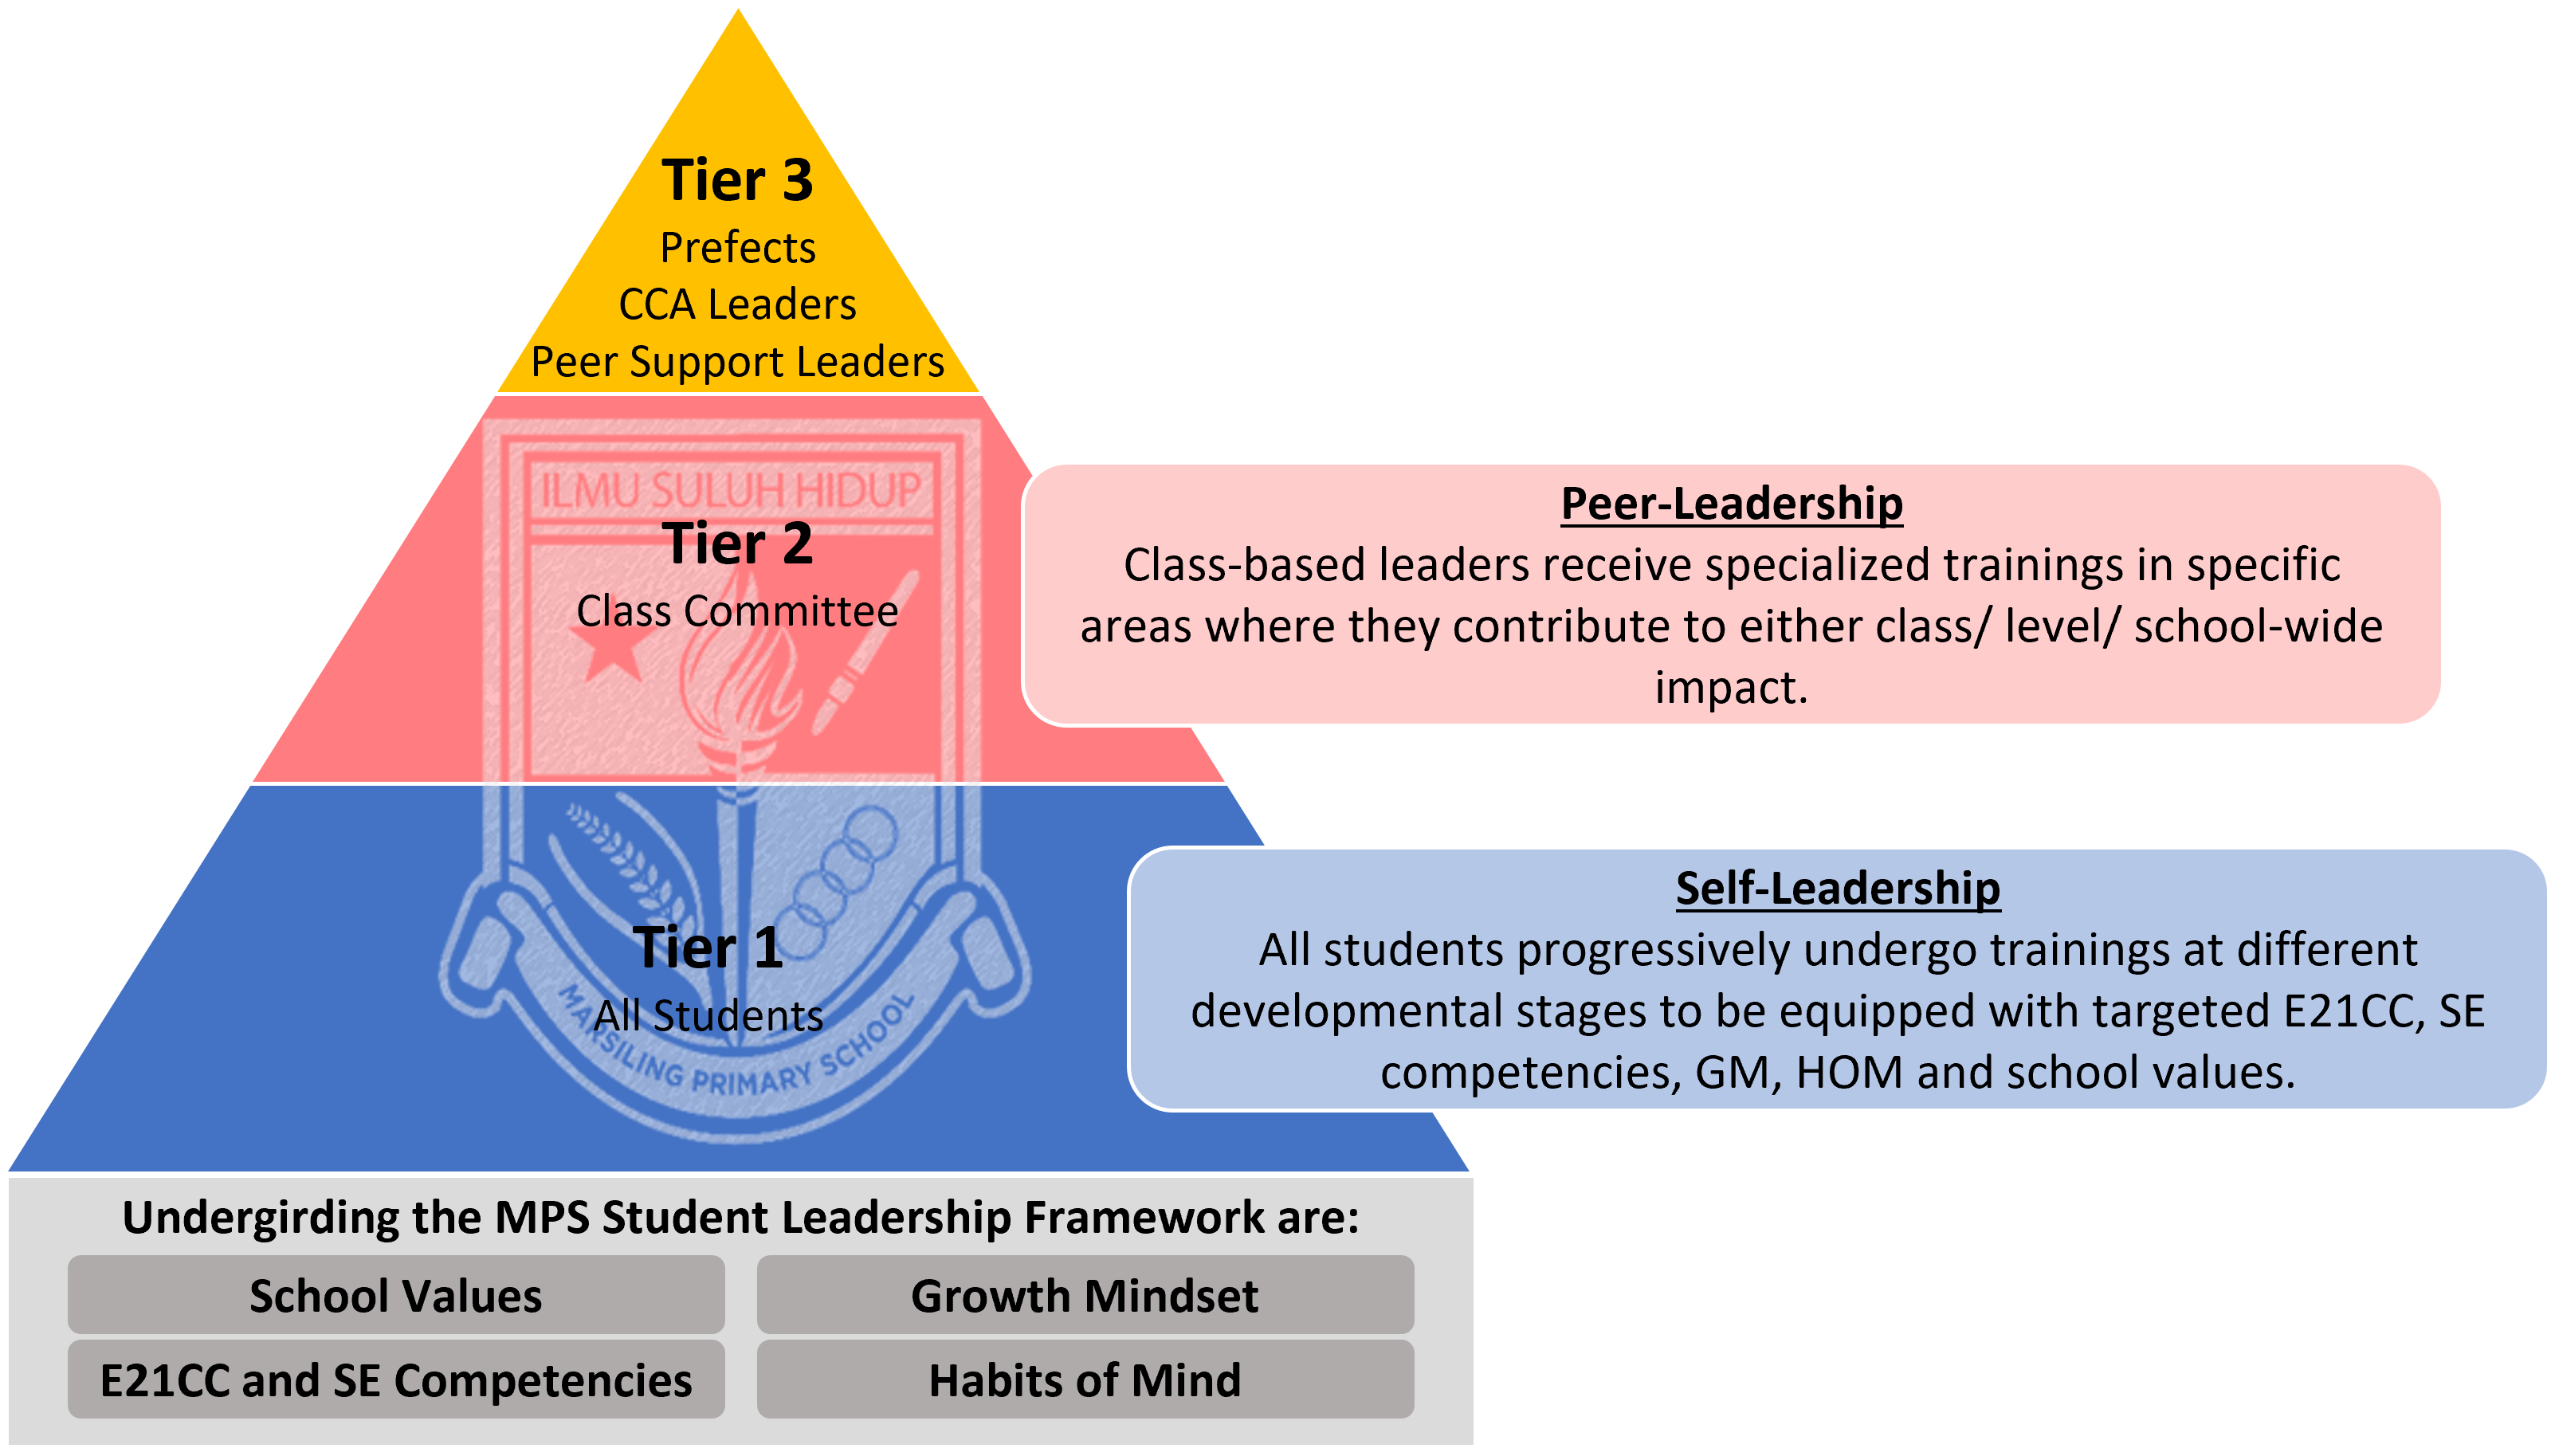 Tier 3
Prefects
CCA Leaders
Peer Support Leaders
ILMU SULUH HIDUP
Tier 2
Class Committee
Peer-Leadership
Class-based leaders receive specialized trainings in specific
areas where they contribute to either class/ level/ school-wide
impact.
Tier 1
All Students
MARSILING PRIMARY SCHOOL
Self-Leadership
All students progressively undergo trainings at different
developmental stages to be equipped with targeted E21CC, SE
competencies, GM, HOM and school values.
Undergirding the MPS Student Leadership Framework are:
School Values
Growth Mindset
E21CC and SE Competencies
Habits of Mind